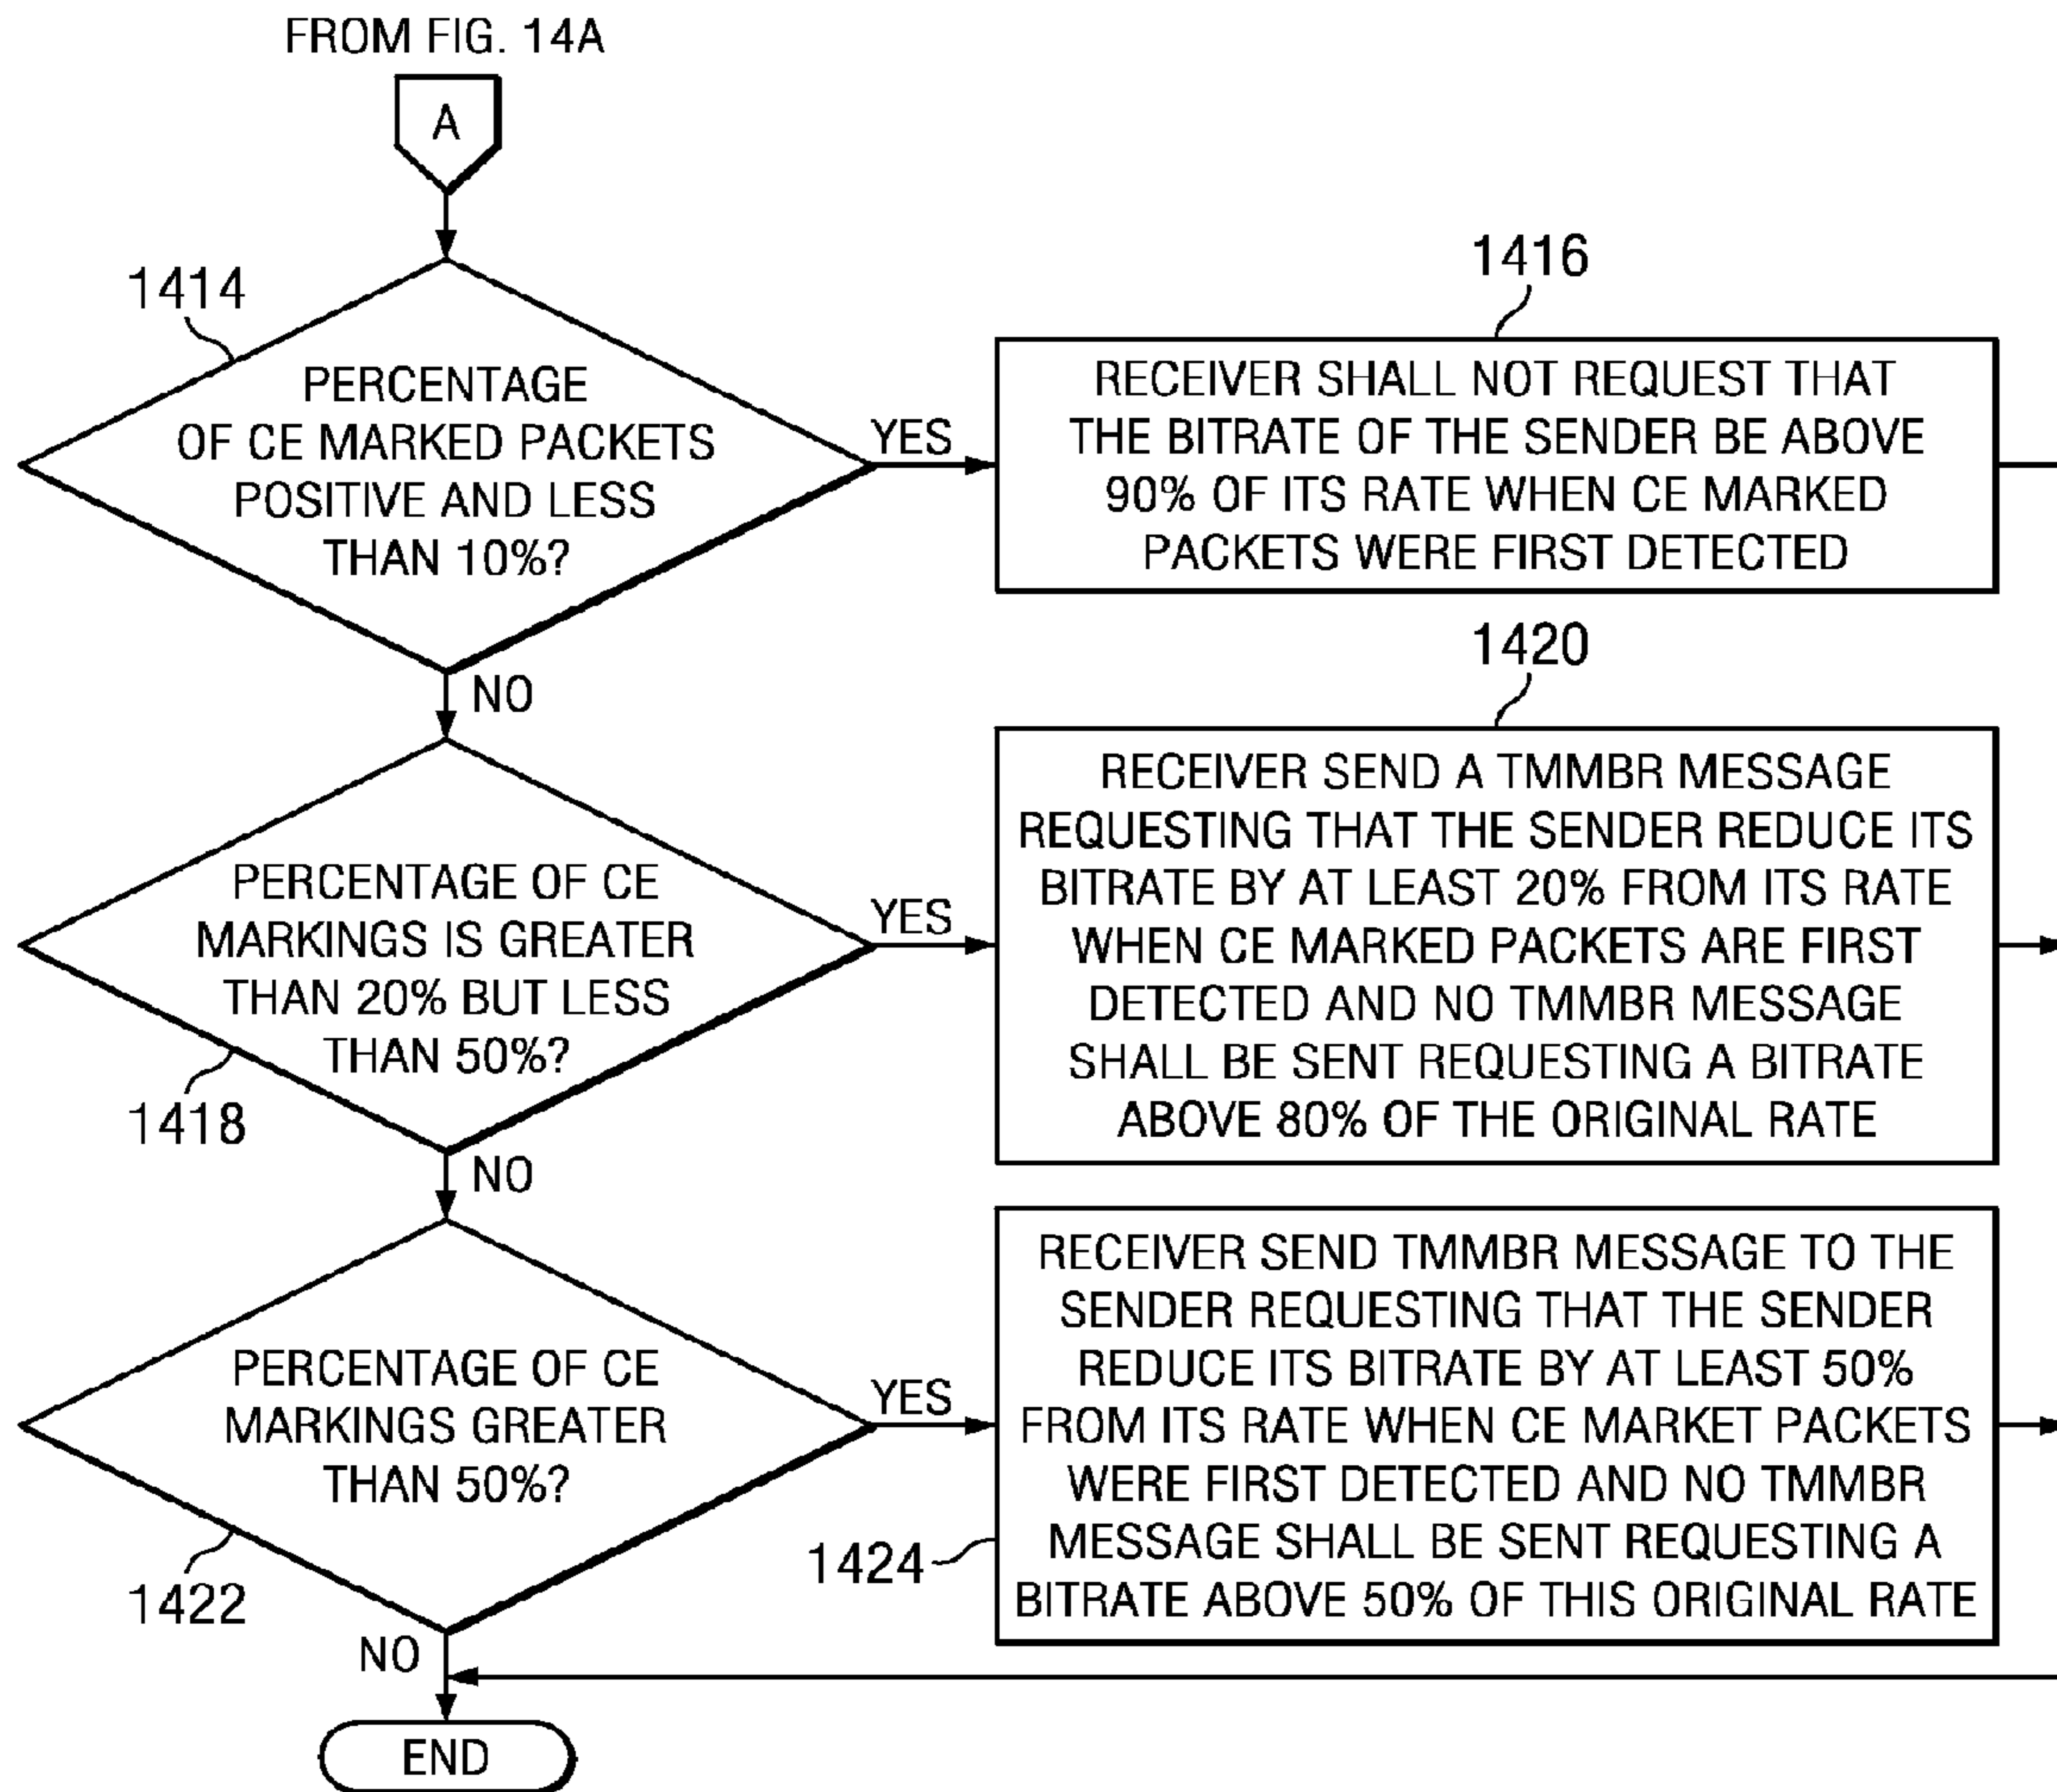 FROM FIG. 14A
A
1414
PERCENTAGE
OF CE MARKED PACKETS
POSITIVE AND LESS
THAN 10%?
YES
1416
RECEIVER SHALL NOT REQUEST THAT
THE BITRATE OF THE SENDER BE ABOVE
90% OF ITS RATE WHEN CE MARKED
PACKETS WERE FIRST DETECTED
NO
1418
PERCENTAGE OF CE
MARKINGS IS GREATER
THAN 20% BUT LESS
THAN 50%?
YES
1420
RECEIVER SEND A TMMBR MESSAGE
REQUESTING THAT THE SENDER REDUCE ITS
BITRATE BY AT LEAST 20% FROM ITS RATE
WHEN CE MARKED PACKETS ARE FIRST
DETECTED AND NO TMMBR MESSAGE
SHALL BE SENT REQUESTING A BITRATE
ABOVE 80% OF THE ORIGINAL RATE
NO
1422
PERCENTAGE OF CE
MARKINGS GREATER
THAN 50%?
YES
1424
RECEIVER SEND TMMBR MESSAGE TO THE
SENDER REQUESTING THAT THE SENDER
REDUCE ITS BITRATE BY AT LEAST 50%
FROM ITS RATE WHEN CE MARKET PACKETS
WERE FIRST DETECTED AND NO TMMBR
MESSAGE SHALL BE SENT REQUESTING A
BITRATE ABOVE 50% OF THIS ORIGINAL RATE
NO
END